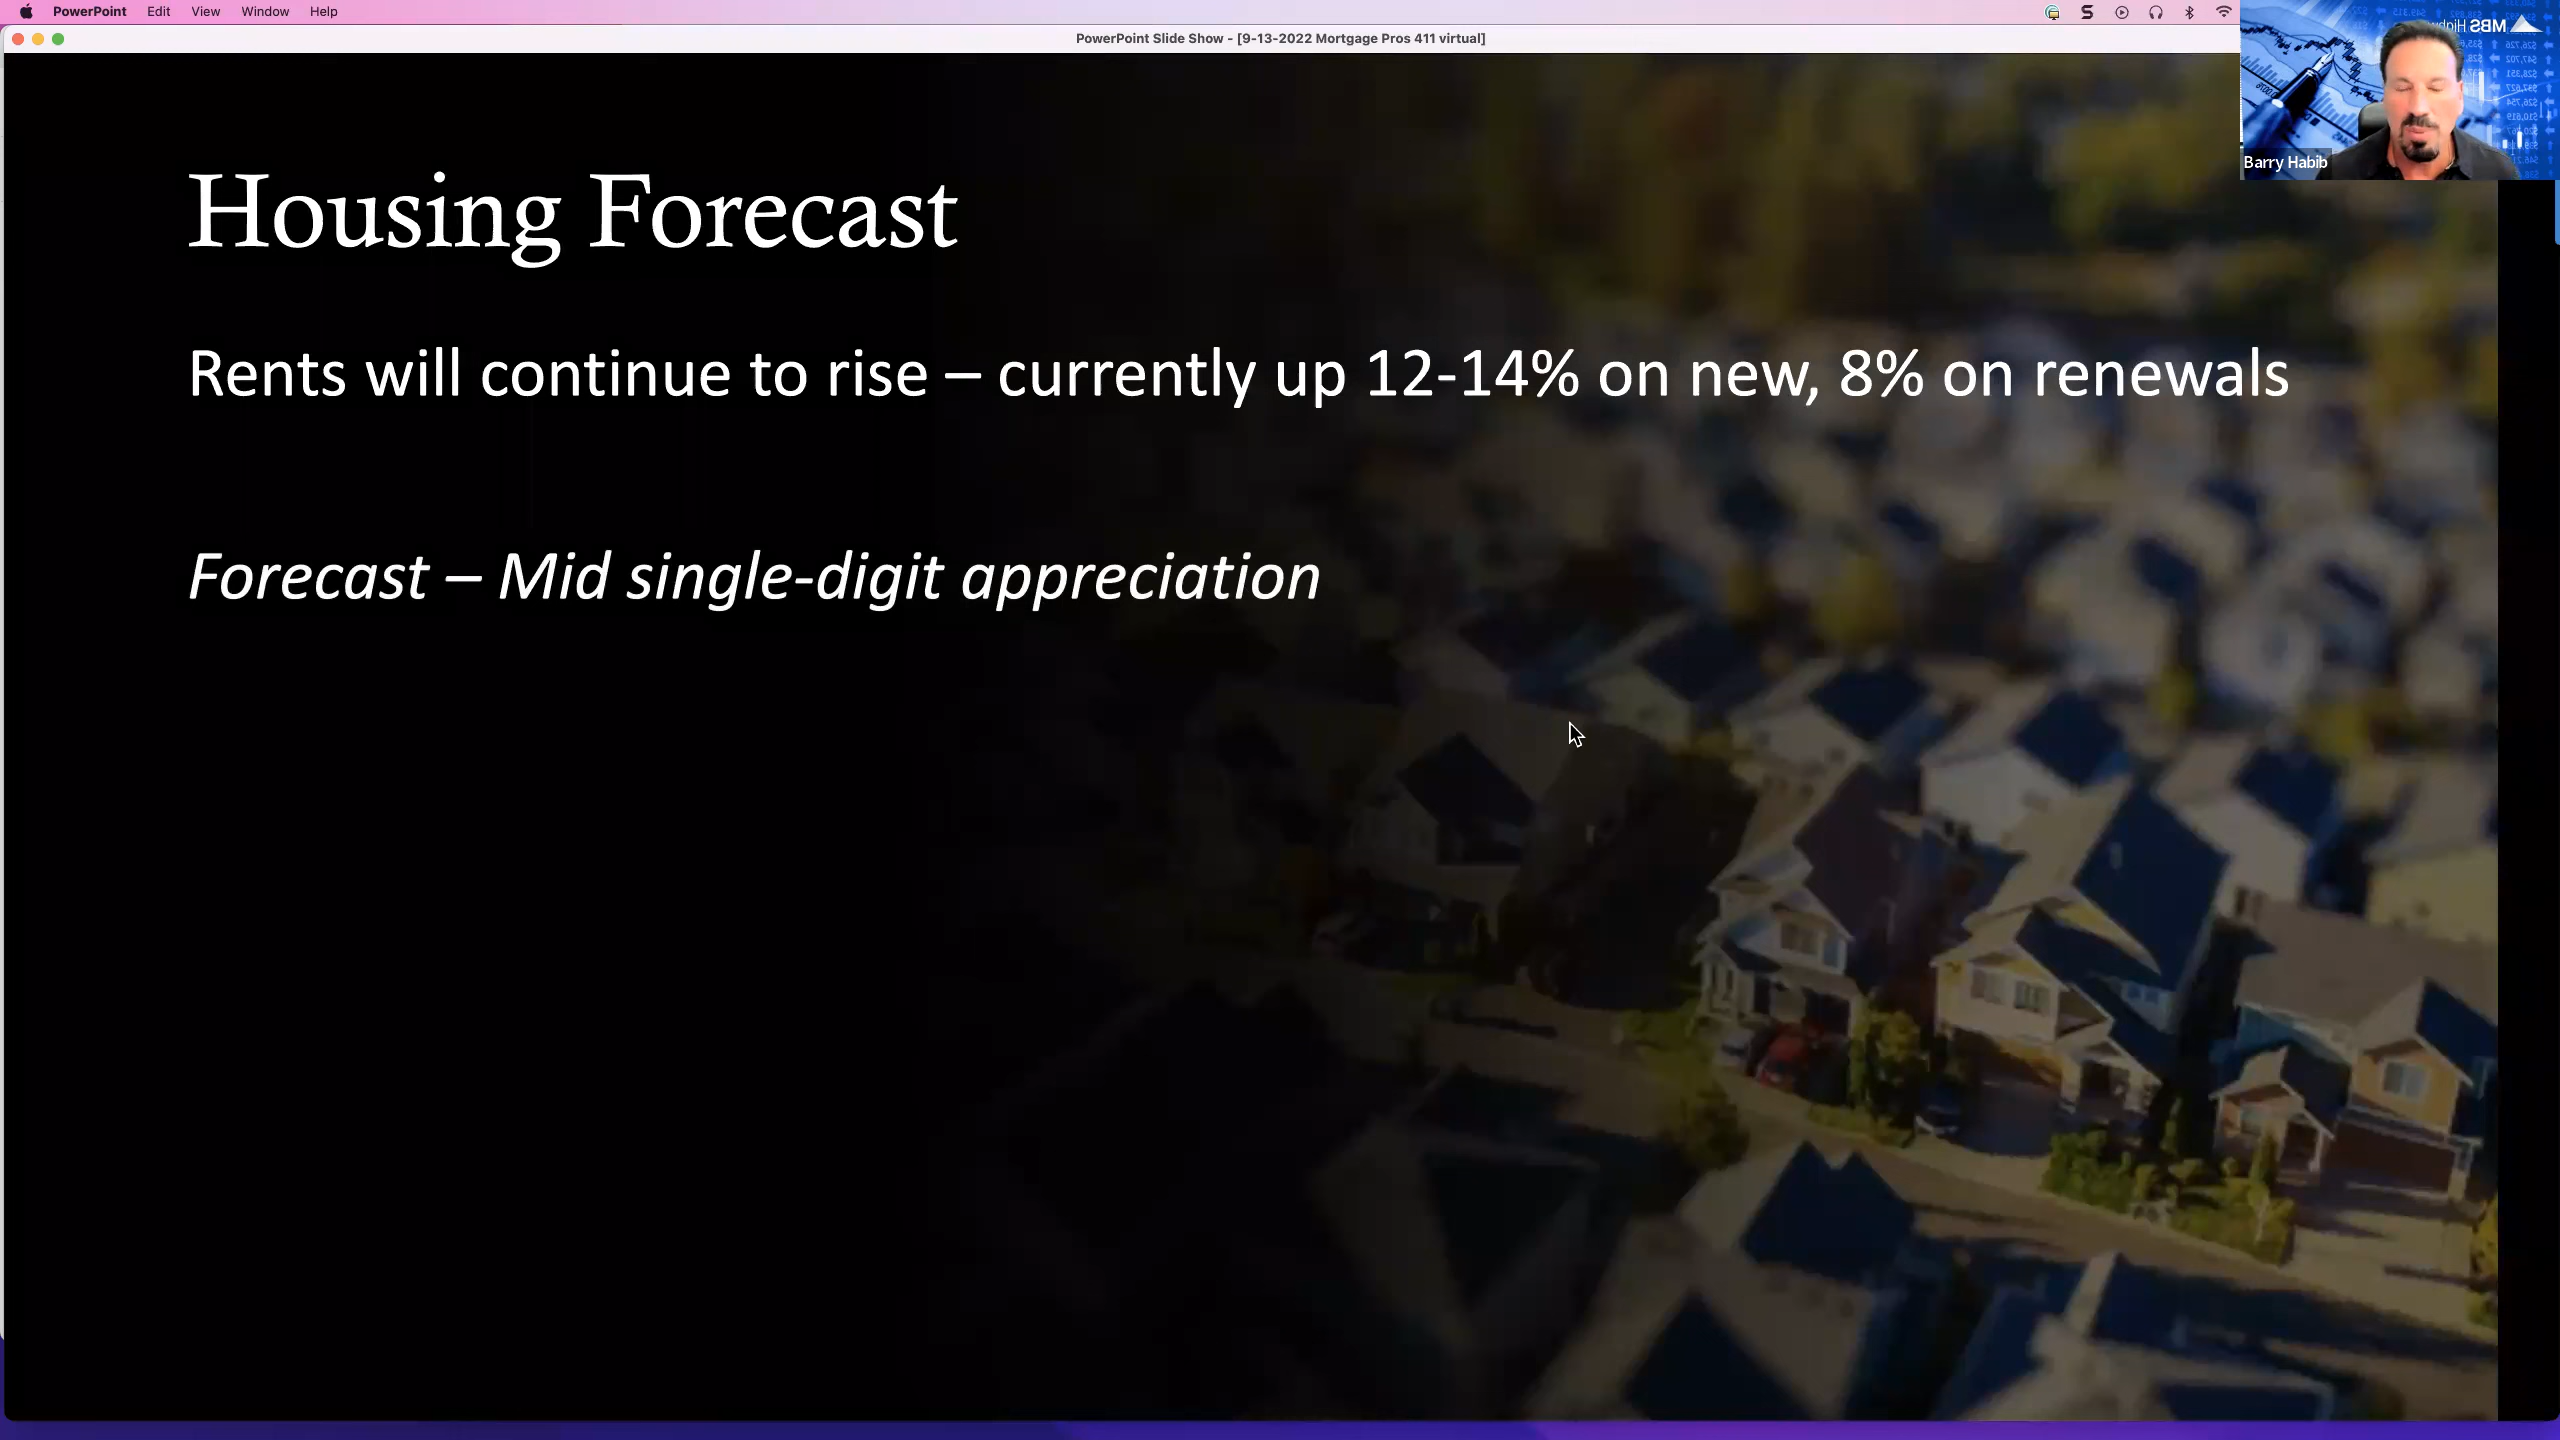 PowerPoint Edit View Window Help
PowerPoint Slide Show - [9-13-2022 Mortgage Pros 411 virtual]
MBS
Barry Habib
Housing Forecast
Rents will continue to rise – currently up 12-14% on new, 8% on renewals
Forecast – Mid single-digit appreciation